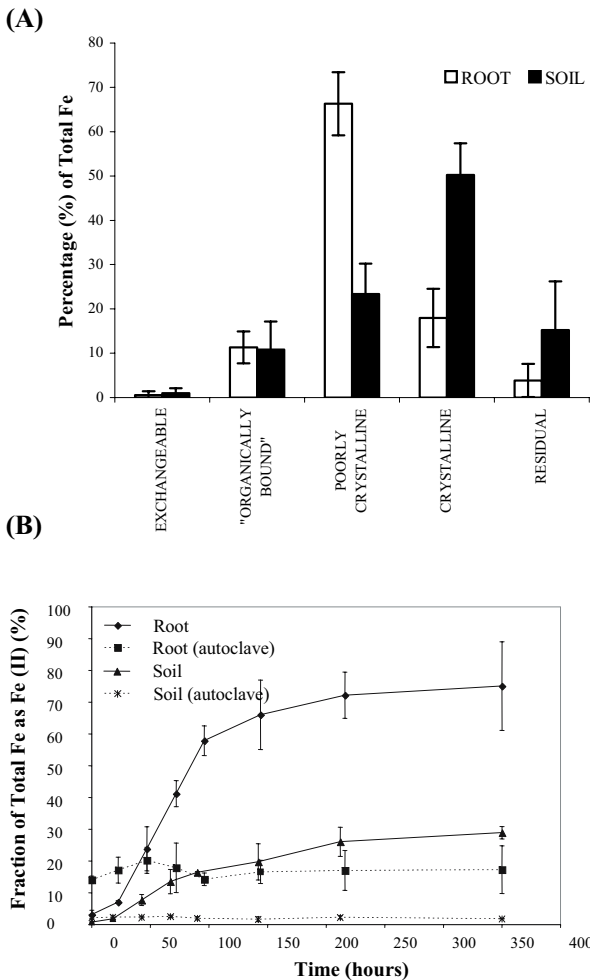 (A)
Percentage (%) of Total Fe
80
70
60
50
40
30
20
10
0
ROOT
SOIL
EXCHANGEABLE
"ORGANICALLY
BOUND"
POORLY
CRYSTALLINE
CRYSTALLINE
RESIDUAL
(B)
Fraction of Total Fe as Fe (II) (%)
100
90
80
70
60
50
40
30
20
10
0
Root
Root (autoclave)
Soil
Soil (autoclave)
0 50 100 150 200 250 300 350 400
Time (hours)